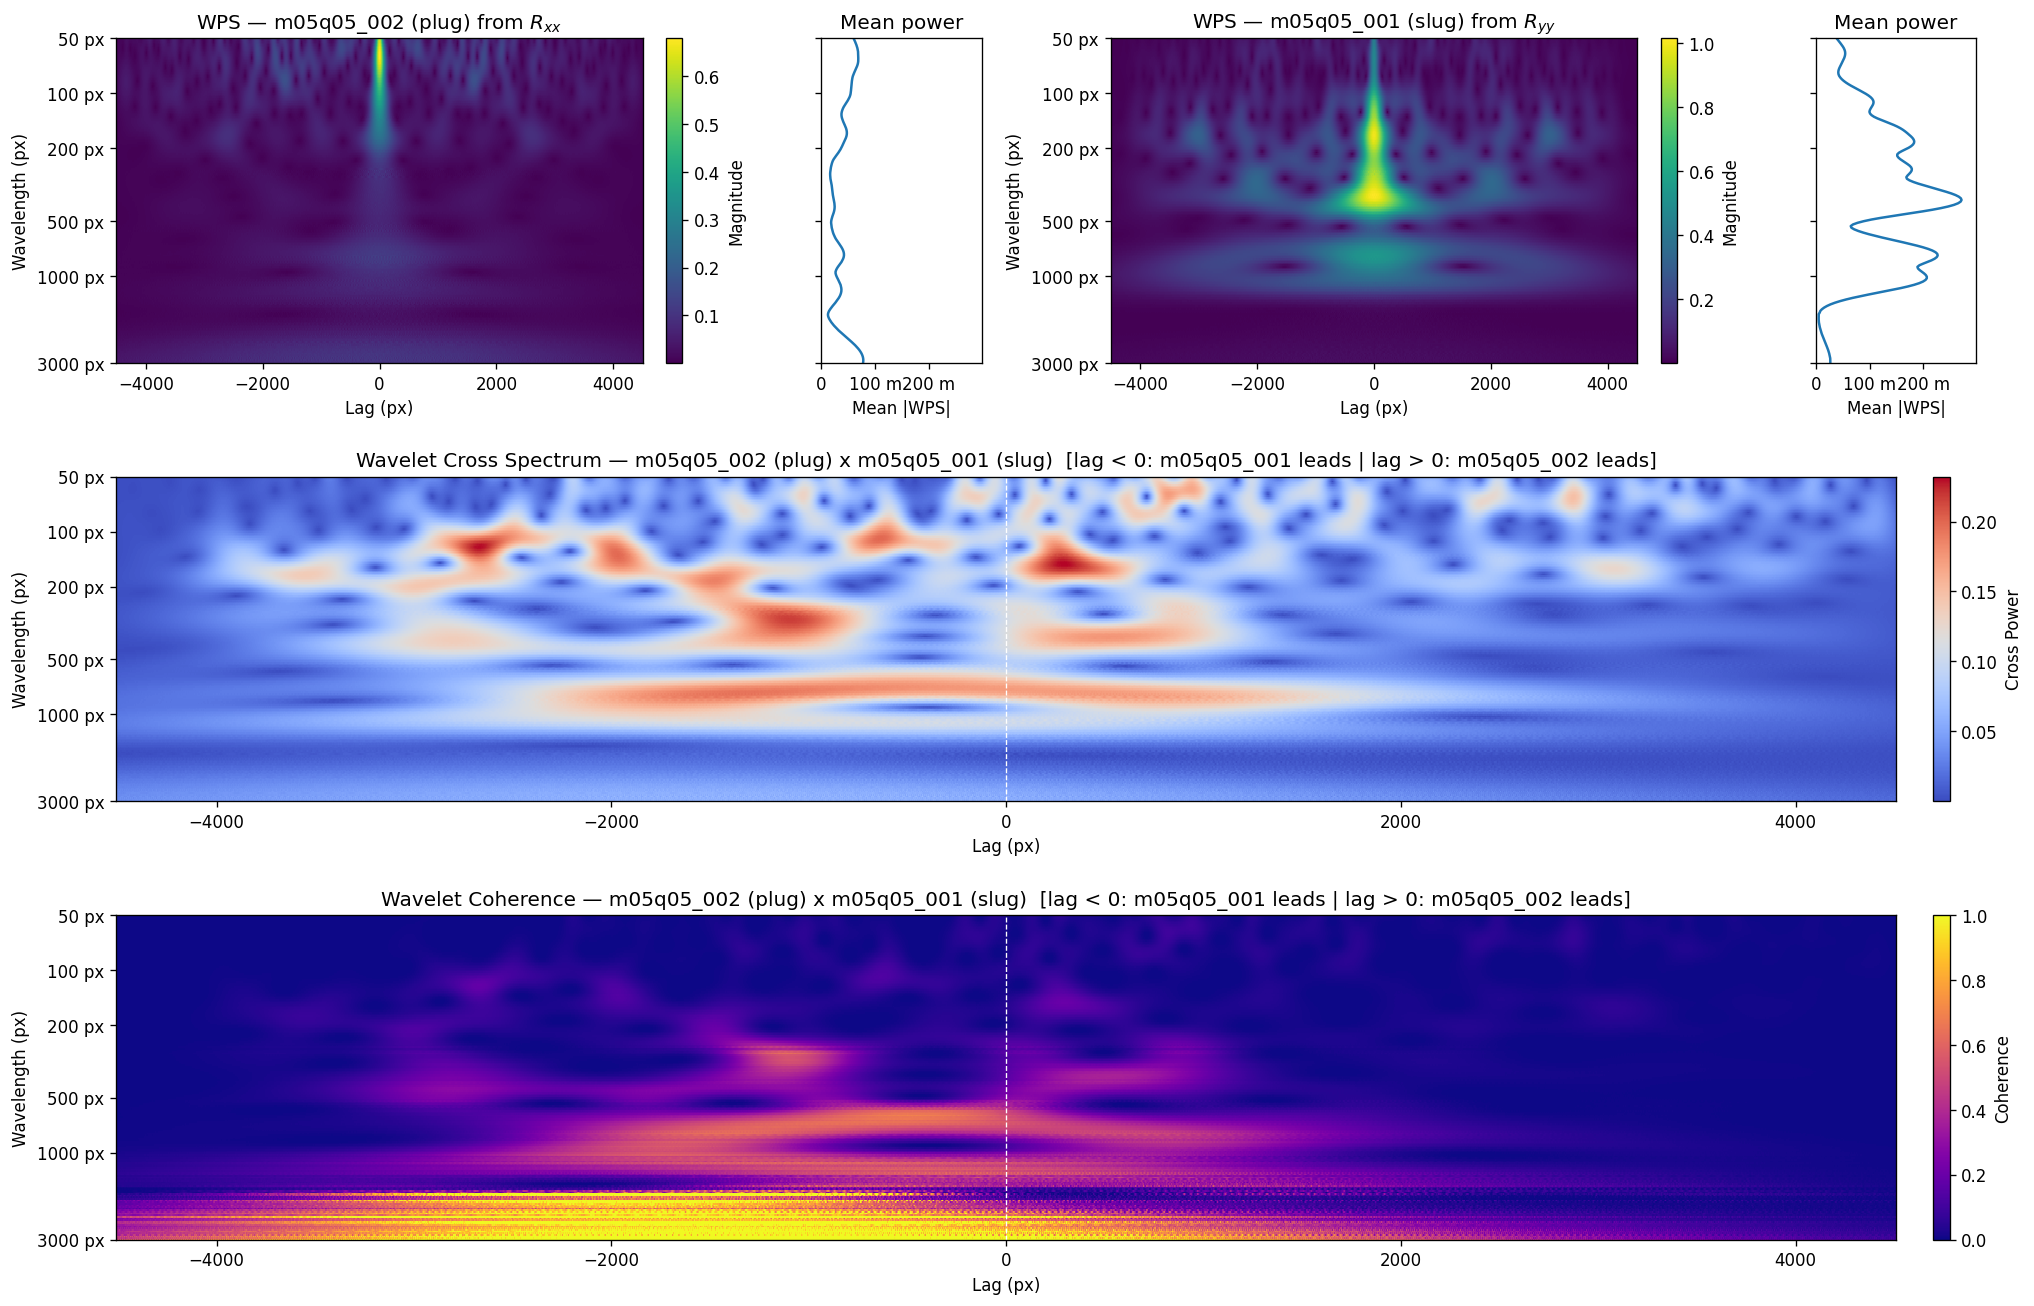 WPS — m05q05_002 (plug) from Rxx
Mean power
WPS — m05q05_001 (slug) from Ryy
Mean power
50 px
100 px
200 px
500 px
1000 px
3000 px
Wavelength (px)
−4000
−2000
0
2000
4000
Lag (px)
0.6
0.5
0.4
0.3
0.2
0.1
Magnitude
0
100 m
200 m
Mean |WPS|
50 px
100 px
200 px
500 px
1000 px
3000 px
Wavelength (px)
−4000
−2000
0
2000
4000
Lag (px)
1.0
0.8
0.6
0.4
0.2
Magnitude
0
100 m
200 m
Mean |WPS|
Wavelet Cross Spectrum — m05q05_002 (plug) x m05q05_001 (slug)  [lag < 0: m05q05_001 leads | lag > 0: m05q05_002 leads]
50 px
100 px
200 px
500 px
1000 px
3000 px
Wavelength (px)
−4000
−2000
0
2000
4000
Lag (px)
0.20
0.15
0.10
0.05
Cross Power
Wavelet Coherence — m05q05_002 (plug) x m05q05_001 (slug)  [lag < 0: m05q05_001 leads | lag > 0: m05q05_002 leads]
50 px
100 px
200 px
500 px
1000 px
3000 px
Wavelength (px)
−4000
−2000
0
2000
4000
Lag (px)
1.0
0.8
0.6
0.4
0.2
0.0
Coherence